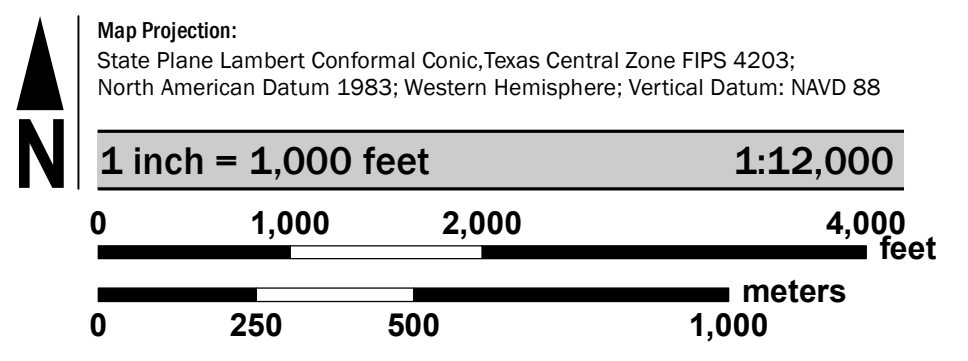 Map Projection:
State Plane Lambert Conformal Conic,Texas Central Zone FIPS 4203;
North American Datum 1983; Western Hemisphere; Vertical Datum: NAVD 88
N
1 inch = 1,000 feet 1:12,000
0 1,000 2,000 4,000
feet
meters
0 250 500 1,000